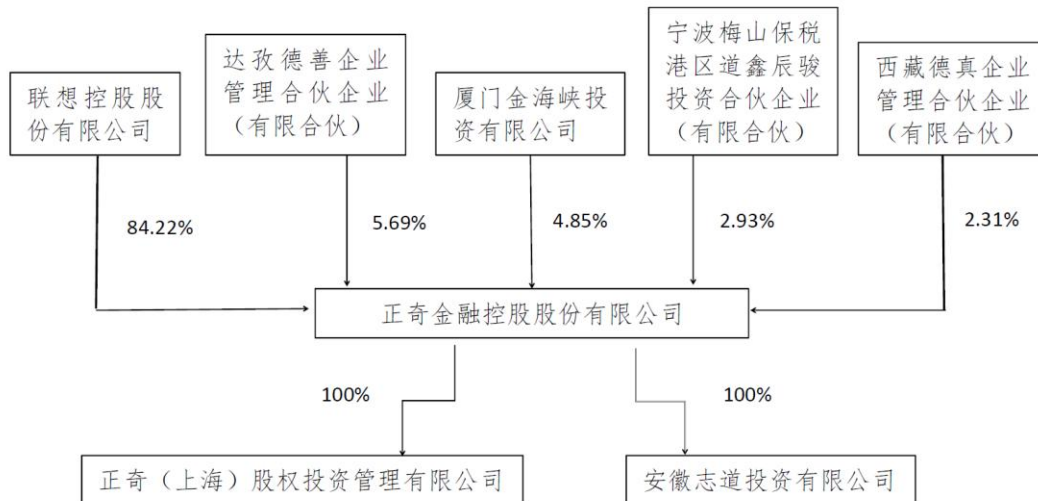 联想控股股
份有限公司
达孜德善企业
管理合伙企业
（有限合伙）
厦门金海峡投
资有限公司
宁波梅山保税
港区道鑫辰骏
投资合伙企业
（有限合伙）
西藏德真企业
管理合伙企业
（有限合伙）
84.22%
5.69%
4.85%
2.93%
2.31%
正奇金融控股股份有限公司
100%
100%
正奇（上海）股权投资管理有限公司
安徽志道投资有限公司